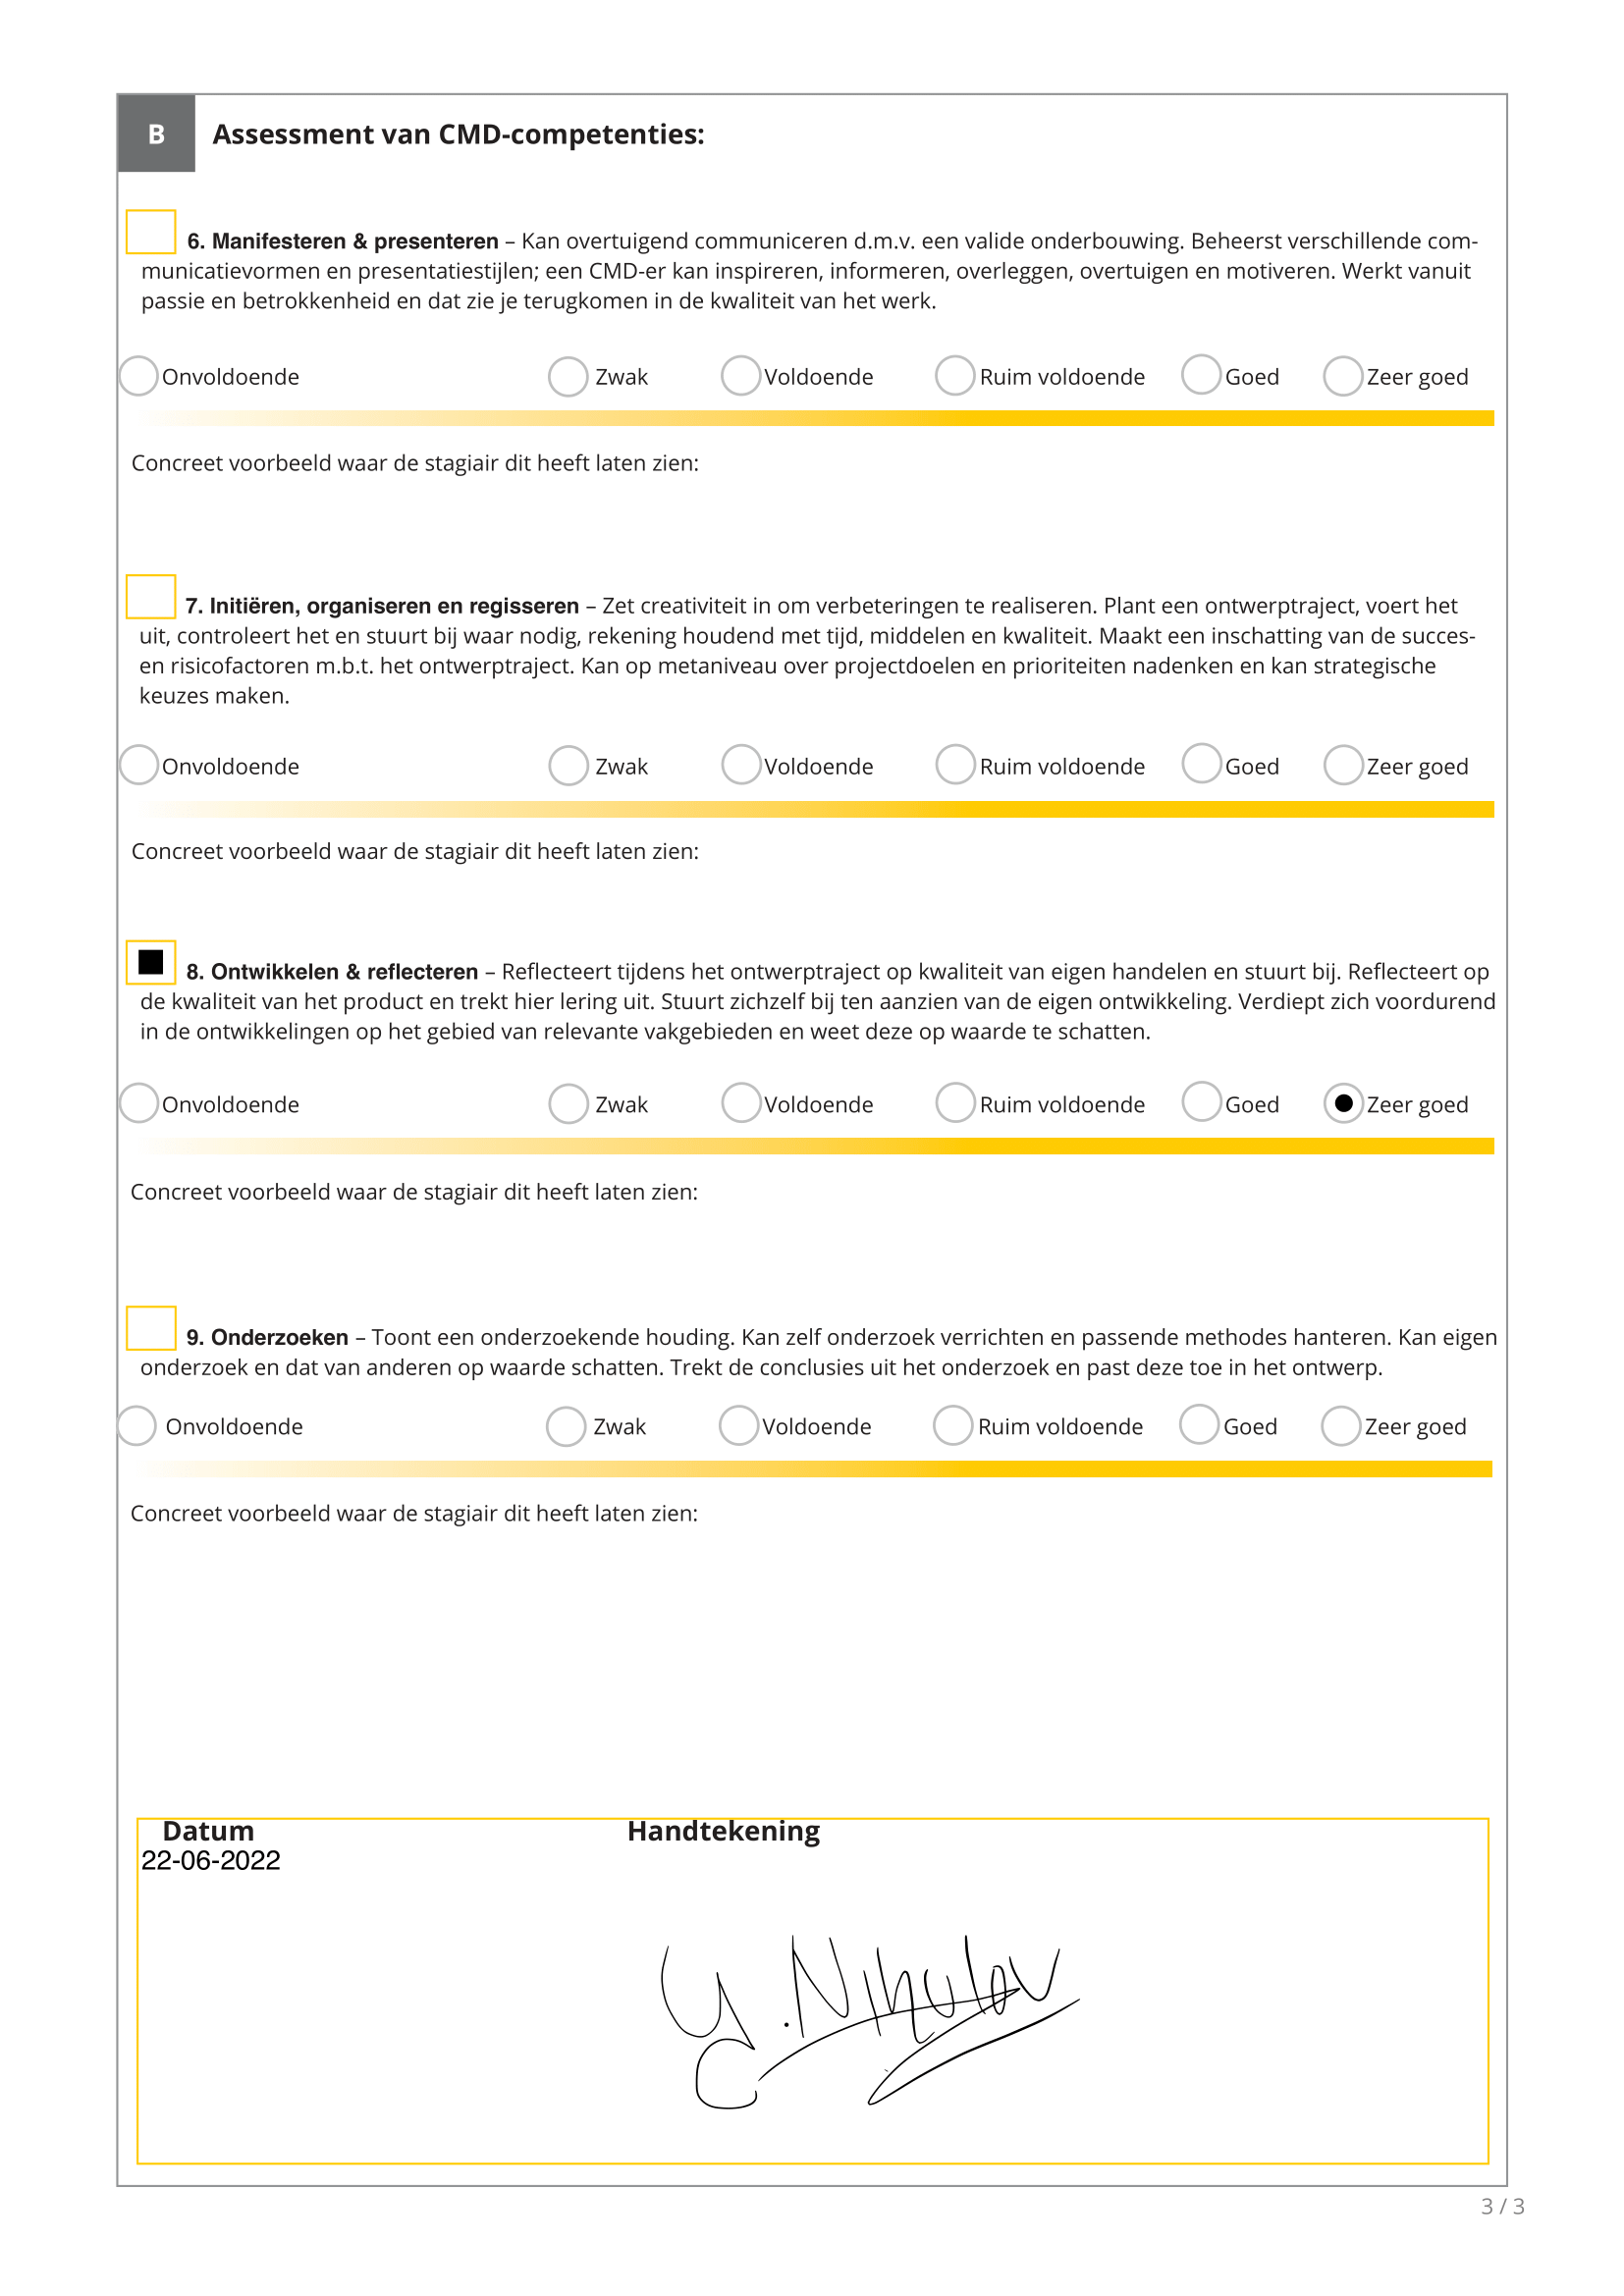 B Assessment van CMD-competenties:
6. Manifesteren & presenteren – Kan overtuigend communiceren d.m.v. een valide onderbouwing. Beheerst verschillende com-
municatievormen en presentatiestijlen; een CMD-er kan inspireren, informeren, overleggen, overtuigen en motiveren. Werkt vanuit
passie en betrokkenheid en dat zie je terugkomen in de kwaliteit van het werk.
Onvoldoende Zwak Voldoende Ruim voldoende Goed Zeer goed
Concreet voorbeeld waar de stagiair dit heeft laten zien:
7. Initiëren, organiseren en regisseren – Zet creativiteit in om verbeteringen te realiseren. Plant een ontwerptraject, voert het
uit, controleert het en stuurt bij waar nodig, rekening houdend met tijd, middelen en kwaliteit. Maakt een inschatting van de succes-
en risicofactoren m.b.t. het ontwerptraject. Kan op metaniveau over projectdoelen en prioriteiten nadenken en kan strategische
keuzes maken.
Onvoldoende Zwak Voldoende Ruim voldoende Goed Zeer goed
Concreet voorbeeld waar de stagiair dit heeft laten zien:
8. Ontwikkelen & reflecteren – Reflecteert tijdens het ontwerptraject op kwaliteit van eigen handelen en stuurt bij. Reflecteert op
de kwaliteit van het product en trekt hier lering uit. Stuurt zichzelf bij ten aanzien van de eigen ontwikkeling. Verdiept zich voordurend
in de ontwikkelingen op het gebied van relevante vakgebieden en weet deze op waarde te schatten.
Onvoldoende Zwak Voldoende Ruim voldoende Goed Zeer goed
Concreet voorbeeld waar de stagiair dit heeft laten zien:
9. Onderzoeken – Toont een onderzoekende houding. Kan zelf onderzoek verrichten en passende methodes hanteren. Kan eigen
onderzoek en dat van anderen op waarde schatten. Trekt de conclusies uit het onderzoek en past deze toe in het ontwerp.
Onvoldoende Zwak Voldoende Ruim voldoende Goed Zeer goed
Concreet voorbeeld waar de stagiair dit heeft laten zien:
Datum Handtekening
22-06-2022
3 / 3